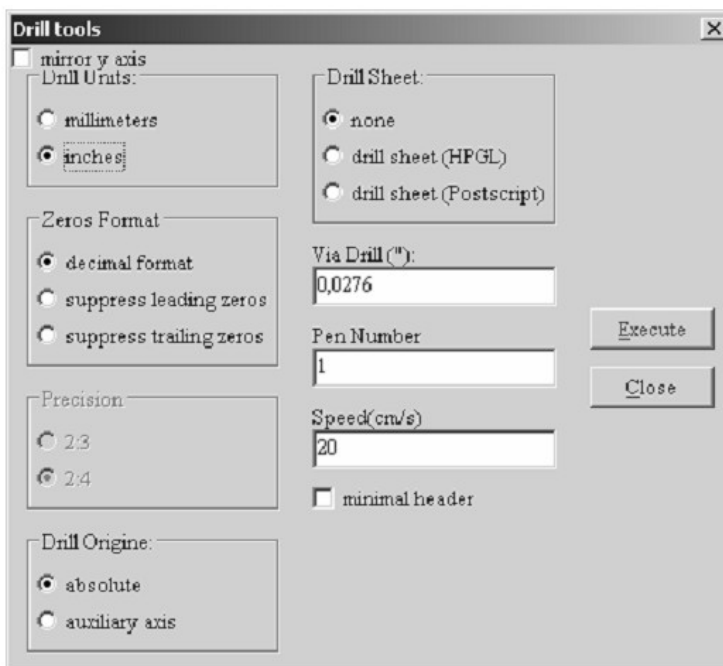 Drill tools
mirror y axis
Drill Units:
millimeters
inches
Zeros Format
decimal format
suppress leading zeros
suppress trailing zeros
Precision
2:3
2:4
Drill Origine:
absolute
auxiliary axis
Drill Sheet:
none
drill sheet (HPGL)
drill sheet (Postscript)
Via Drill ("):
0,0276
Pen Number
1
Speed(cm/s)
20
minimal header
Execute
Close